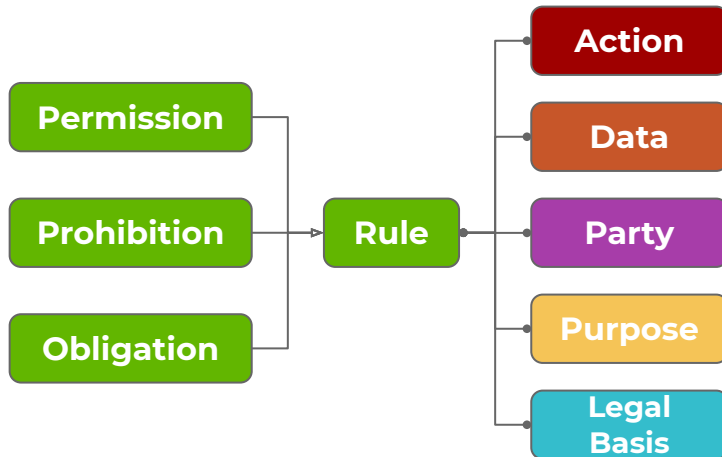 Permission
Prohibition
Obligation
Rule
Action
Data
Party
Purpose
Legal
Basis